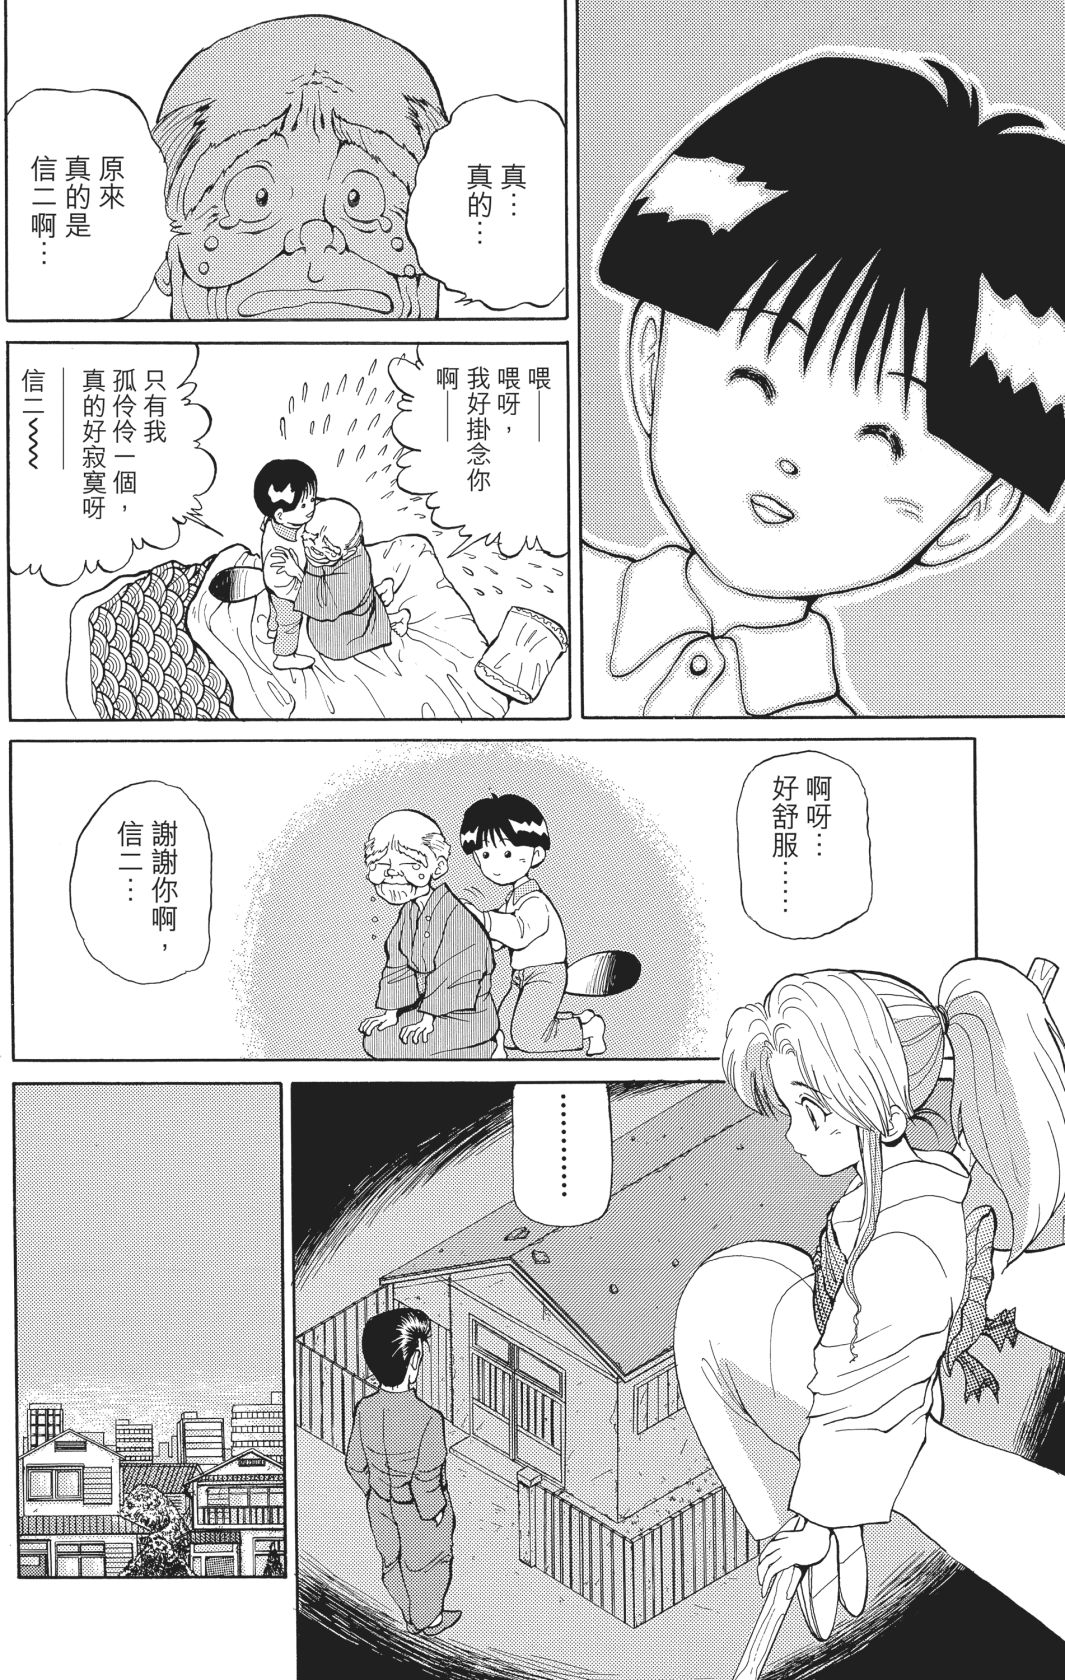 真…
真的…
原來
真的是
信二啊…
喂——
喂呀，
我好掛念你
啊——
只有我
孤伶伶一個，
真的好寂寞呀
——
信二〰〰
啊呀…
好舒服……
謝謝你啊，
信二…
…………